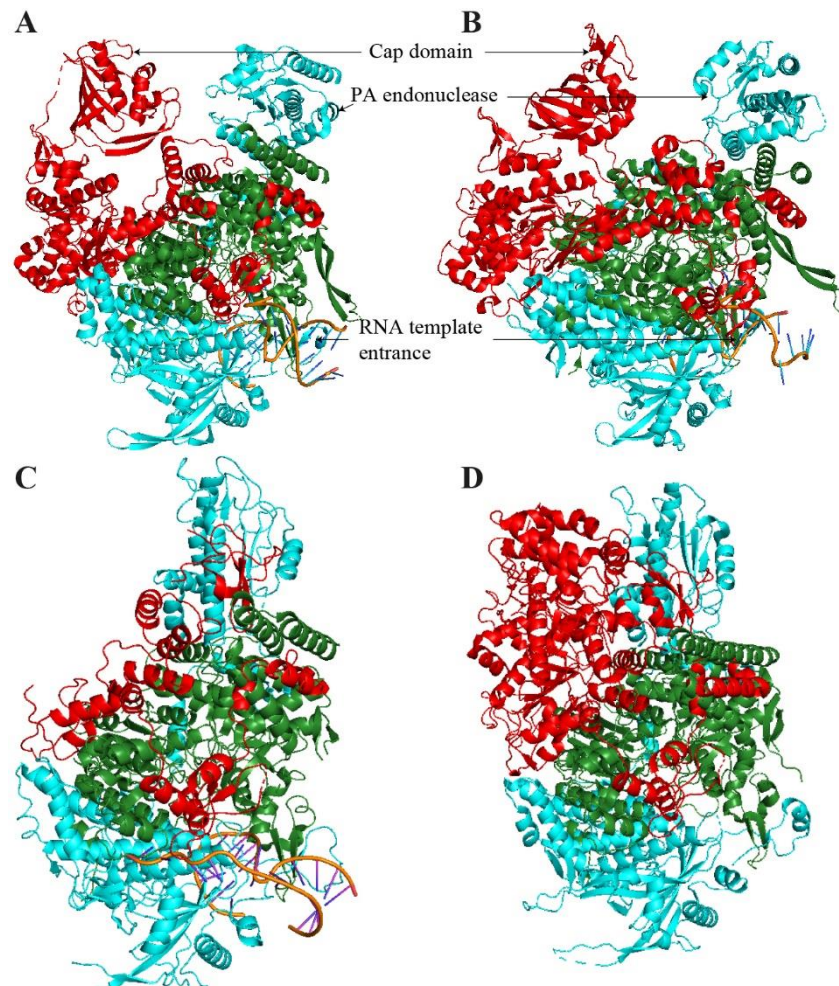 A
B
Cap domain
PA endonuclease
RNA template
entrance
C
D